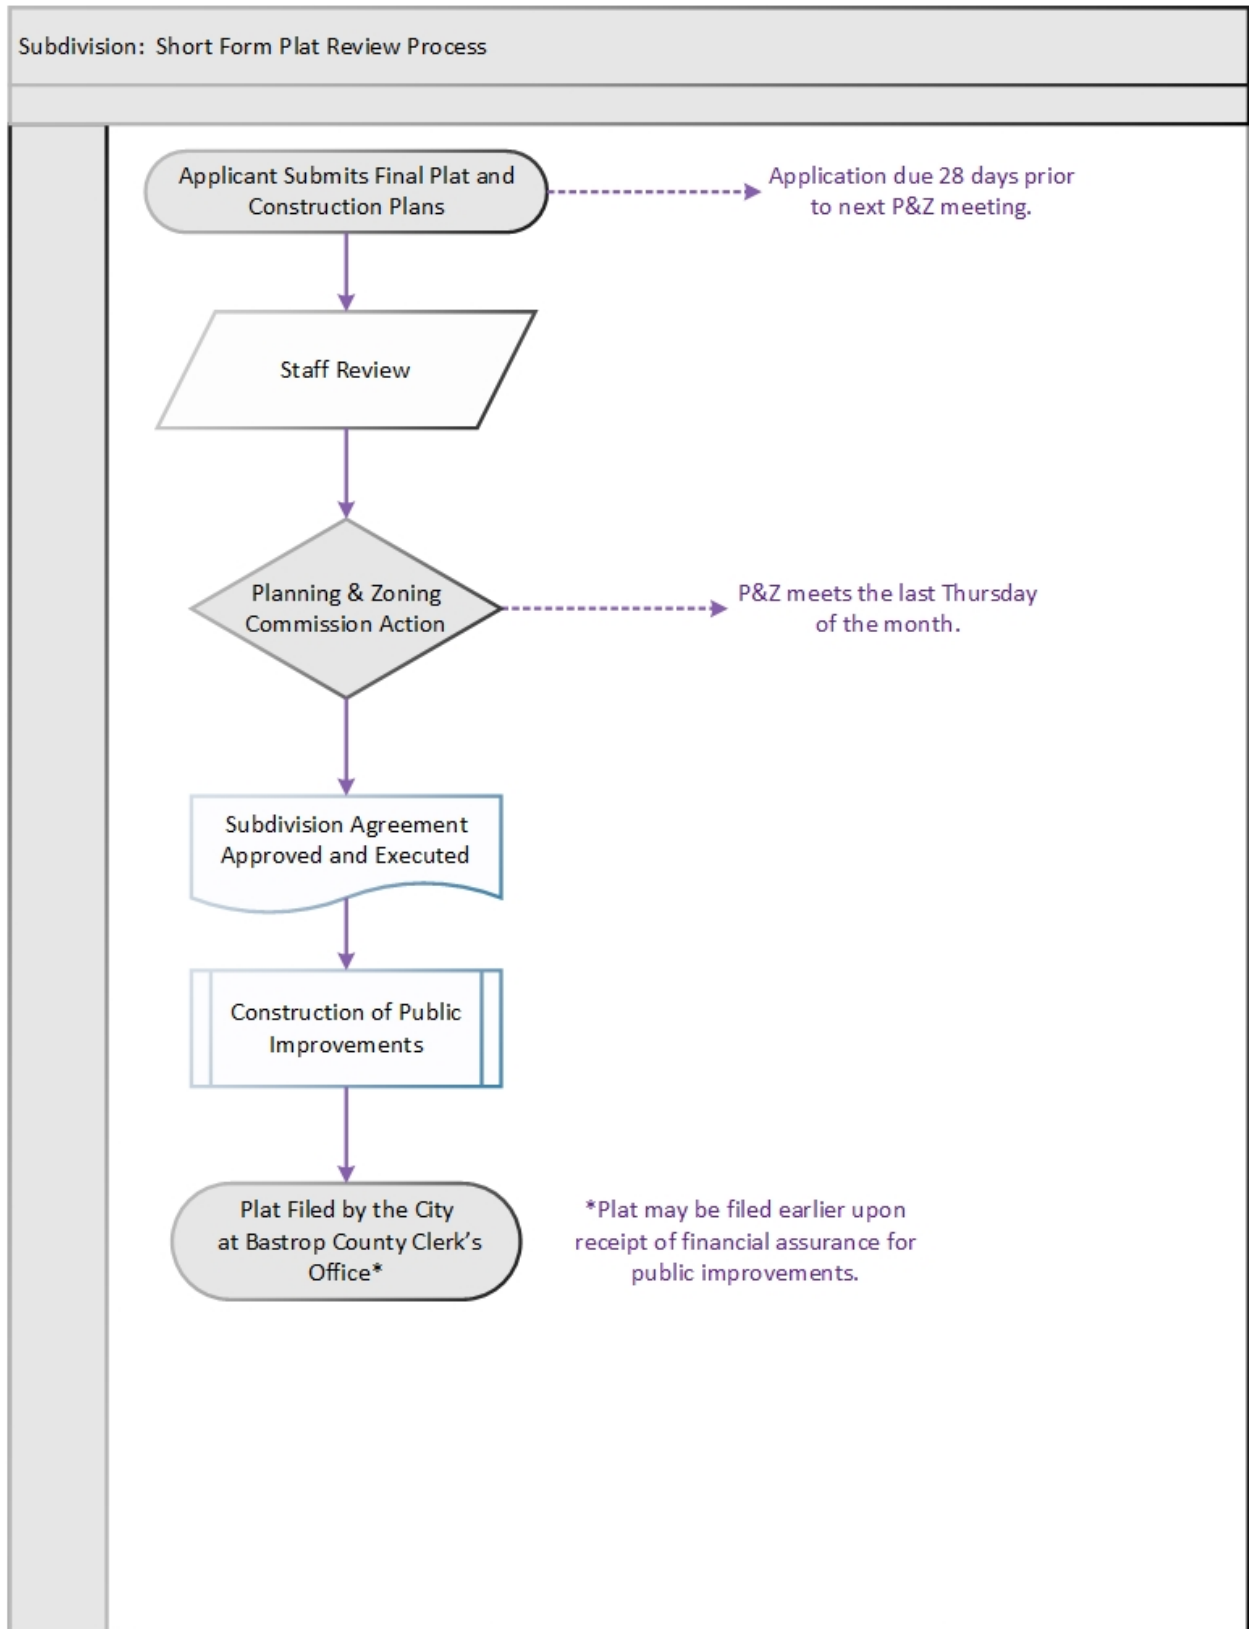 Subdivision: Short Form Plat Review Process
Applicant Submits Final Plat and
Construction Plans
Application due 28 days prior
to next P&Z meeting.
Staff Review
Planning & Zoning
Commission Action
P&Z meets the last Thursday
of the month.
Subdivision Agreement
Approved and Executed
Construction of Public
Improvements
Plat Filed by the City
at Bastrop County Clerk’s
Office*
*Plat may be filed earlier upon
receipt of financial assurance for
public improvements.